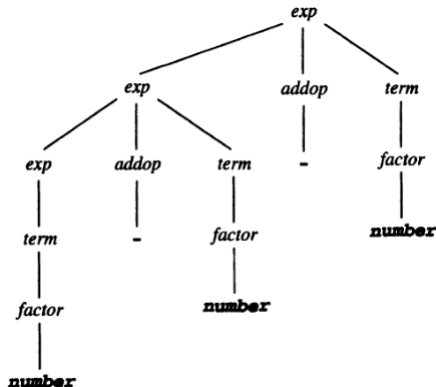 exp
exp addop term
exp addop term - factor
term - factor number
factor number
number